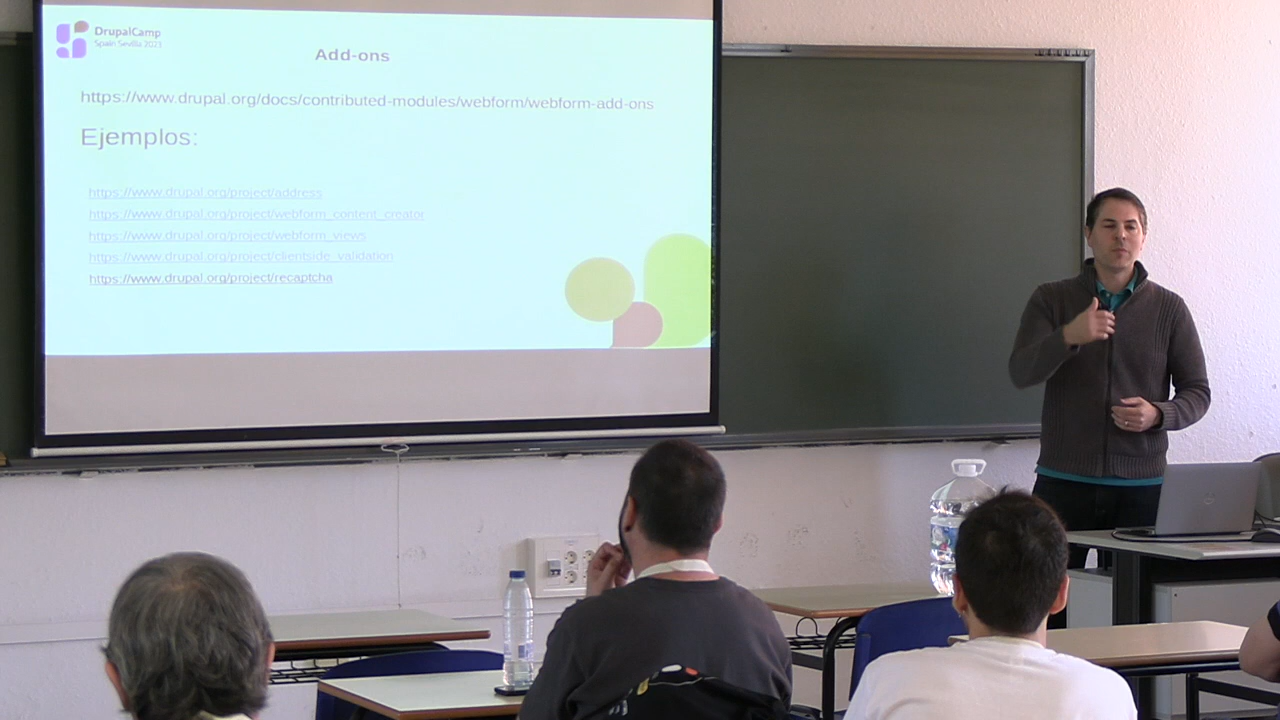 DrupalCamp
Spain Sevilla 2021
Add-ons
https://www.drupal.org/docs/contributed-modules/webform/webform-add-ons
Ejemplos:
https://www.drupal.org/project/address
https://www.drupal.org/project/webform_content_creator
https://www.drupal.org/project/webform_views
https://www.drupal.org/project/clientside_validation
https://www.drupal.org/project/recaptcha